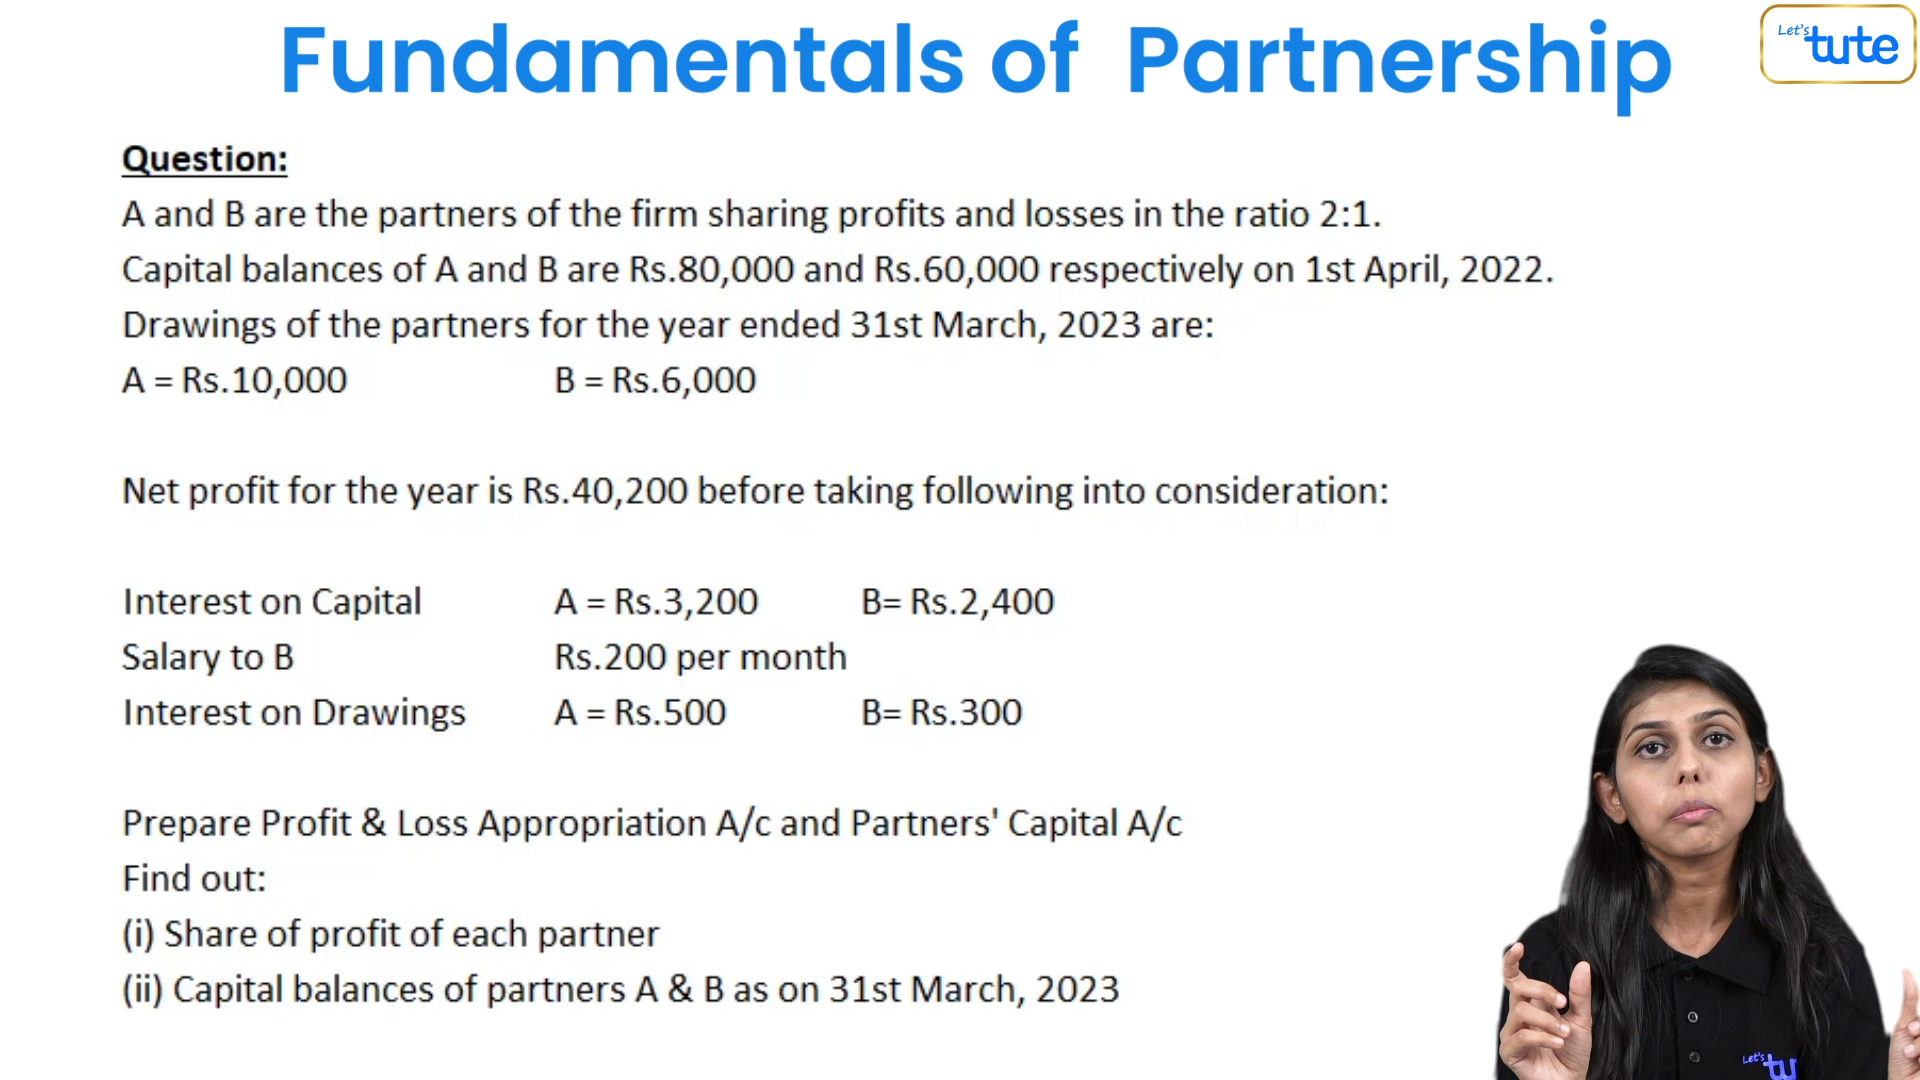 Fundamentals of Partnership
Let's tute
Question:
A and B are the partners of the firm sharing profits and losses in the ratio 2:1.
Capital balances of A and B are Rs.80,000 and Rs.60,000 respectively on 1st April, 2022.
Drawings of the partners for the year ended 31st March, 2023 are:
A = Rs.10,000 B = Rs.6,000
Net profit for the year is Rs.40,200 before taking following into consideration:
Interest on Capital A = Rs.3,200 B= Rs.2,400
Salary to B Rs.200 per month
Interest on Drawings A = Rs.500 B= Rs.300
Prepare Profit & Loss Appropriation A/c and Partners' Capital A/c
Find out:
(i) Share of profit of each partner
(ii) Capital balances of partners A & B as on 31st March, 2023
Let's tu